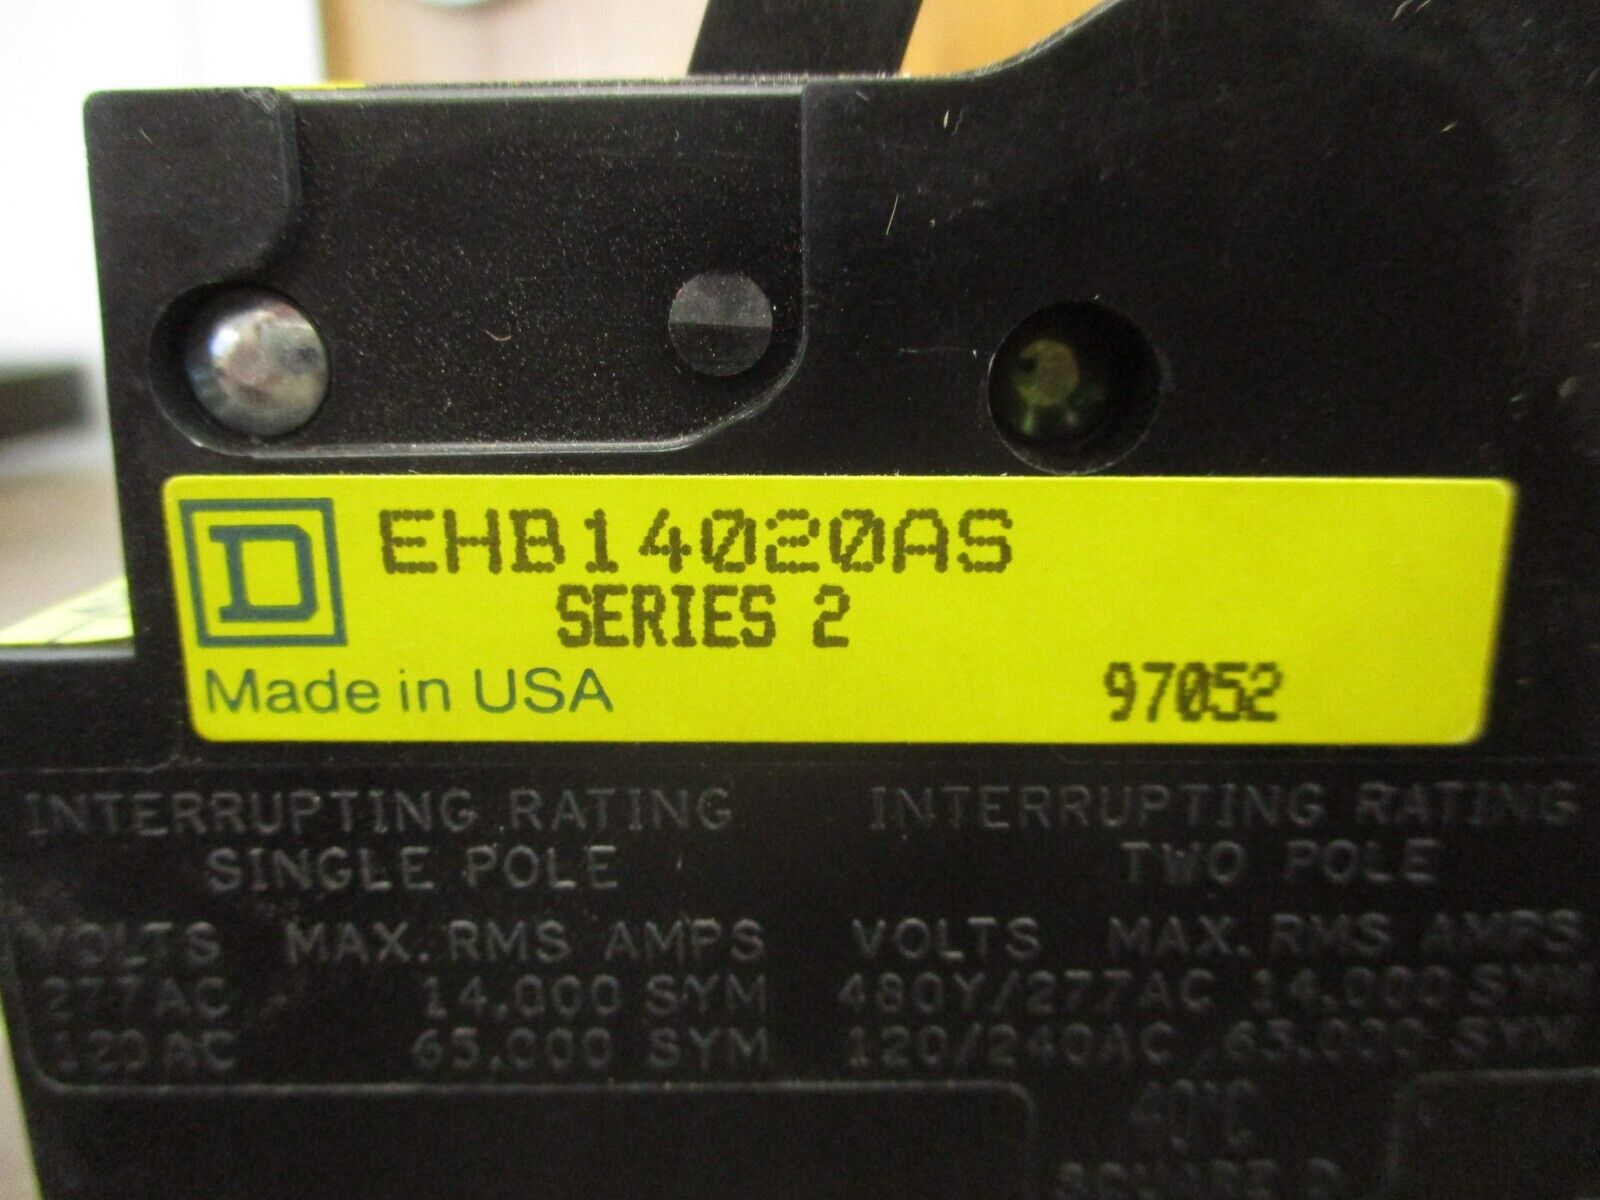 D EHB14020AS
SERIES 2
Made in USA 97052
INTERRUPTING RATING
SINGLE POLE
VOLTS MAX. RMS AMPS
277AC 14,000 SYM
120AC 65,000 SYM
INTERRUPTING RATING
TWO POLE
VOLTS MAX. RMS AMPS
480Y/277AC 14,000 SYM
120/240AC 65,000 SYM
40°C
SQUARE D